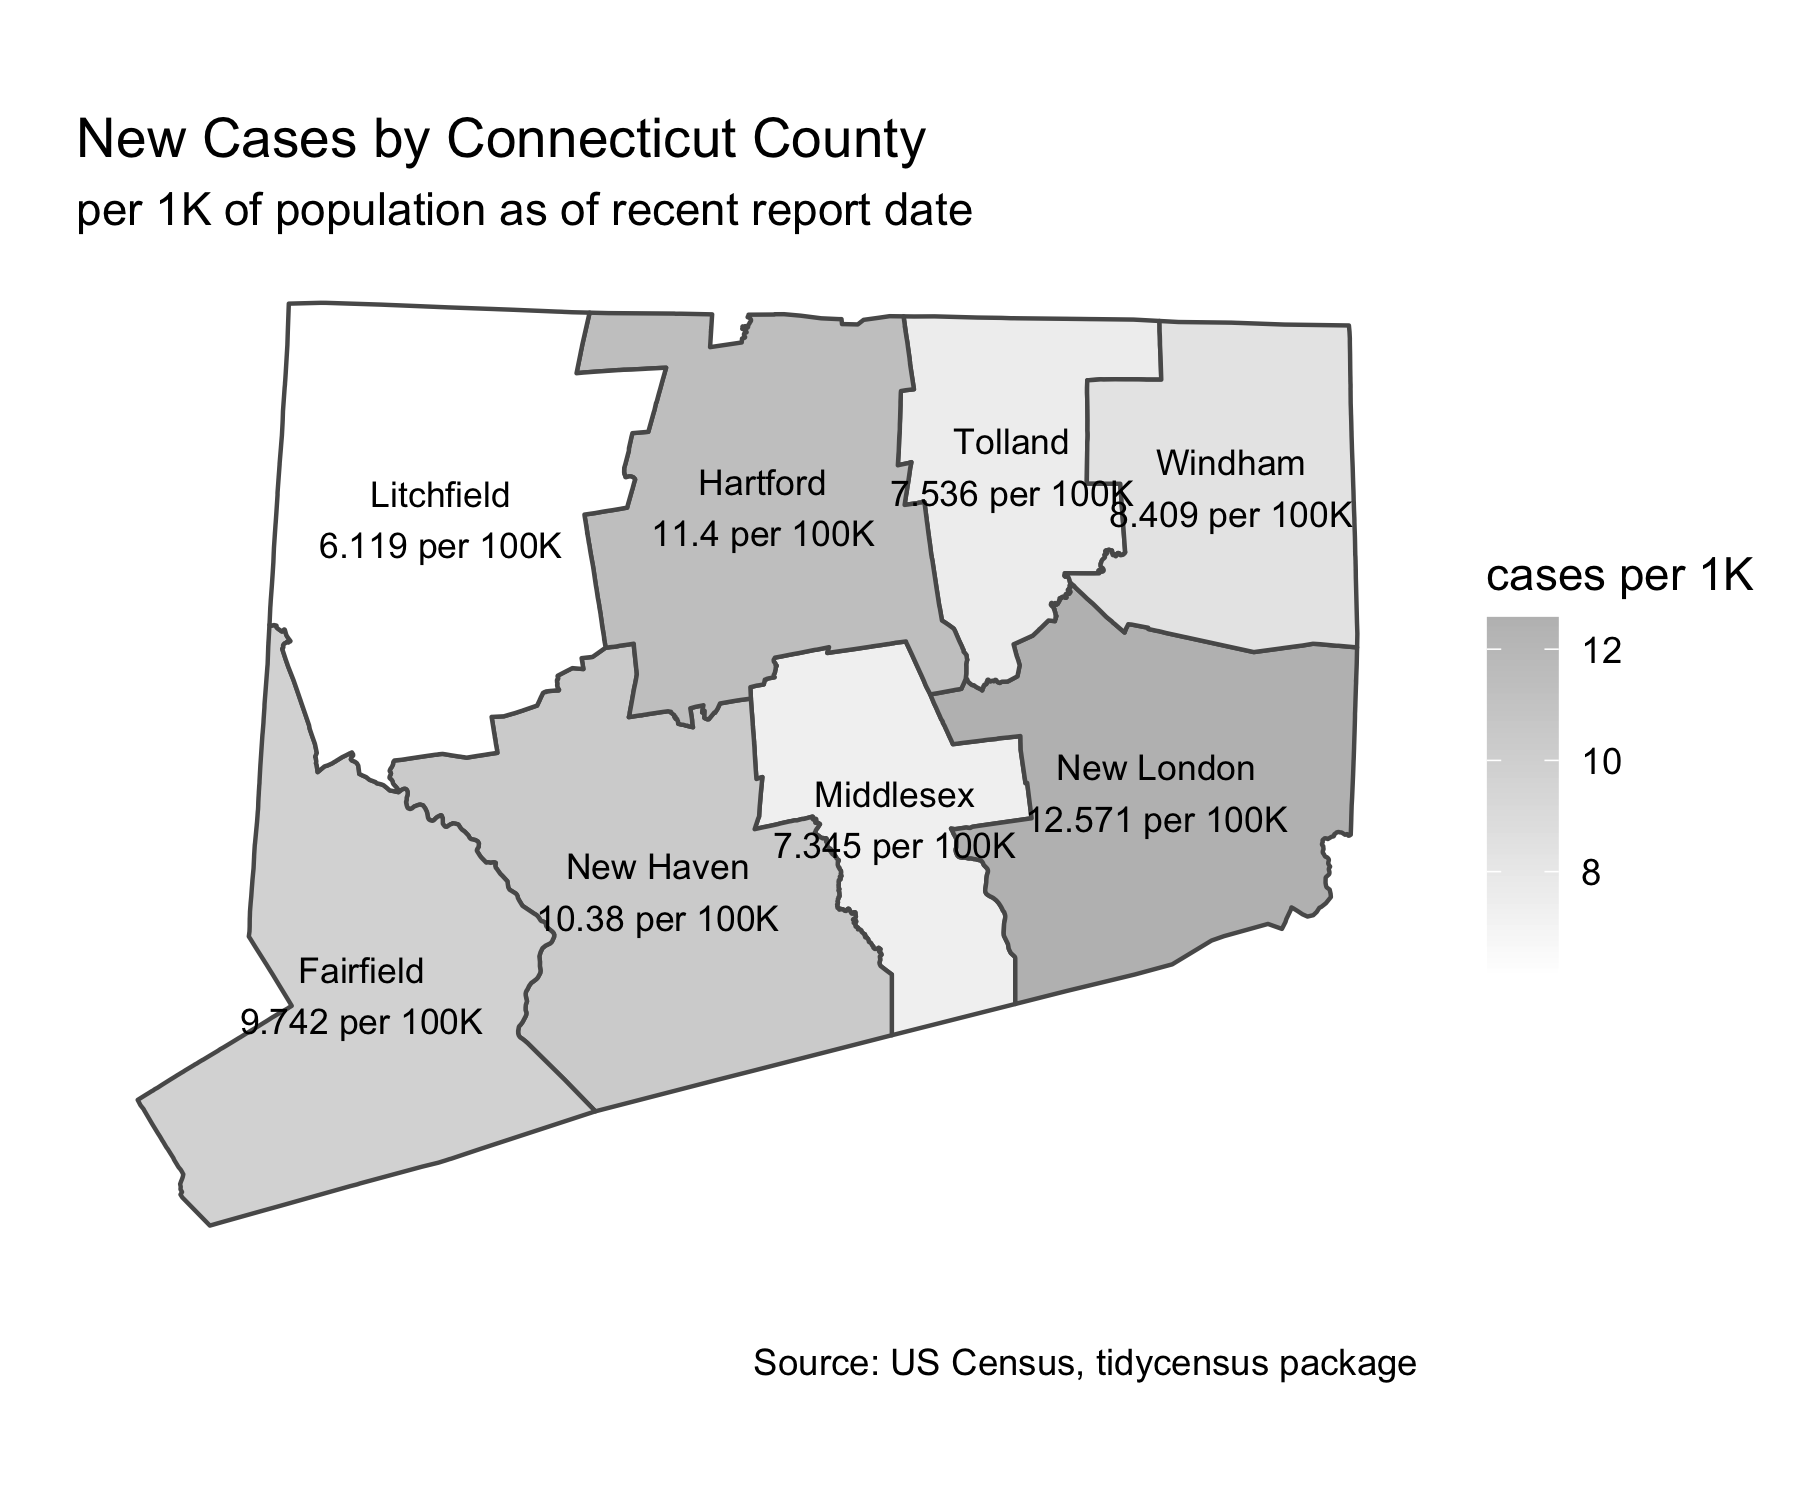 New Cases by Connecticut County
per 1K of population as of recent report date
Litchfield
6.119 per 100K
Hartford
11.4 per 100K
Tolland
7.536 per 100K
Windham
8.409 per 100K
New London
12.571 per 100K
Middlesex
7.345 per 100K
New Haven
10.38 per 100K
Fairfield
9.742 per 100K
cases per 1K
12
10
8
Source: US Census, tidycensus package